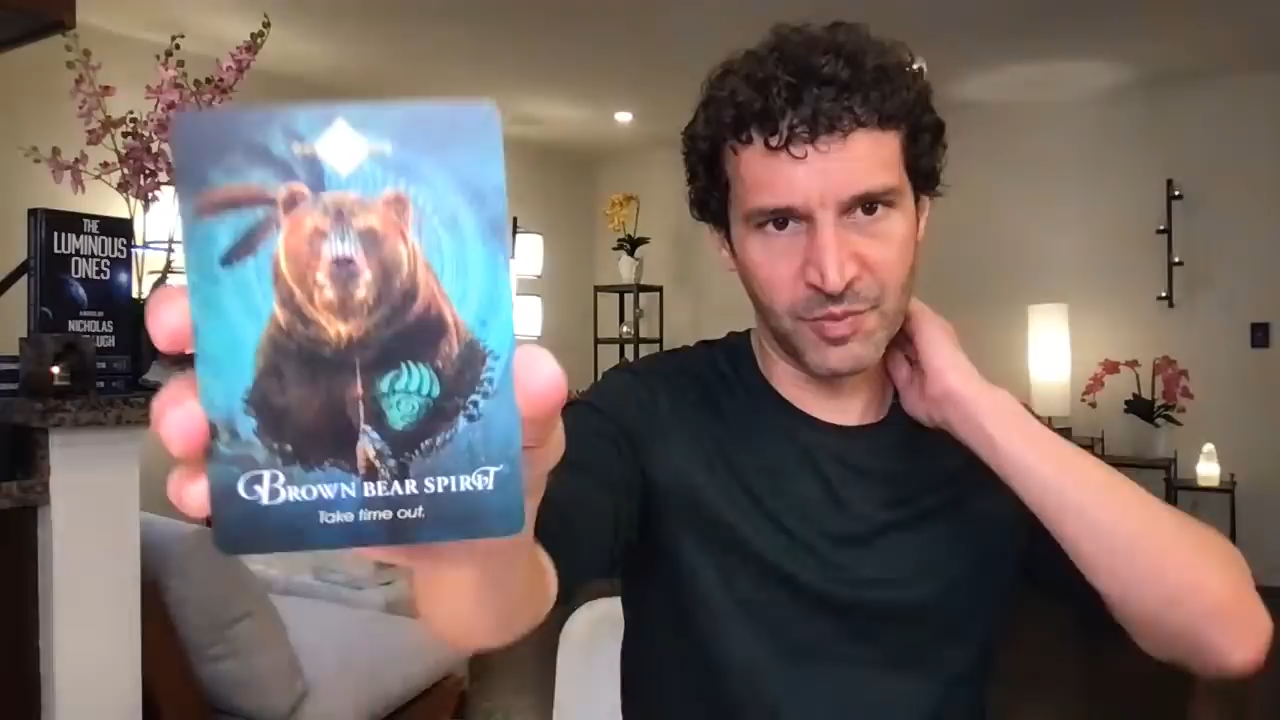 THE
LUMINOUS
ONES
NICHOLAS
BROWN BEAR SPIRIT
Take time out.